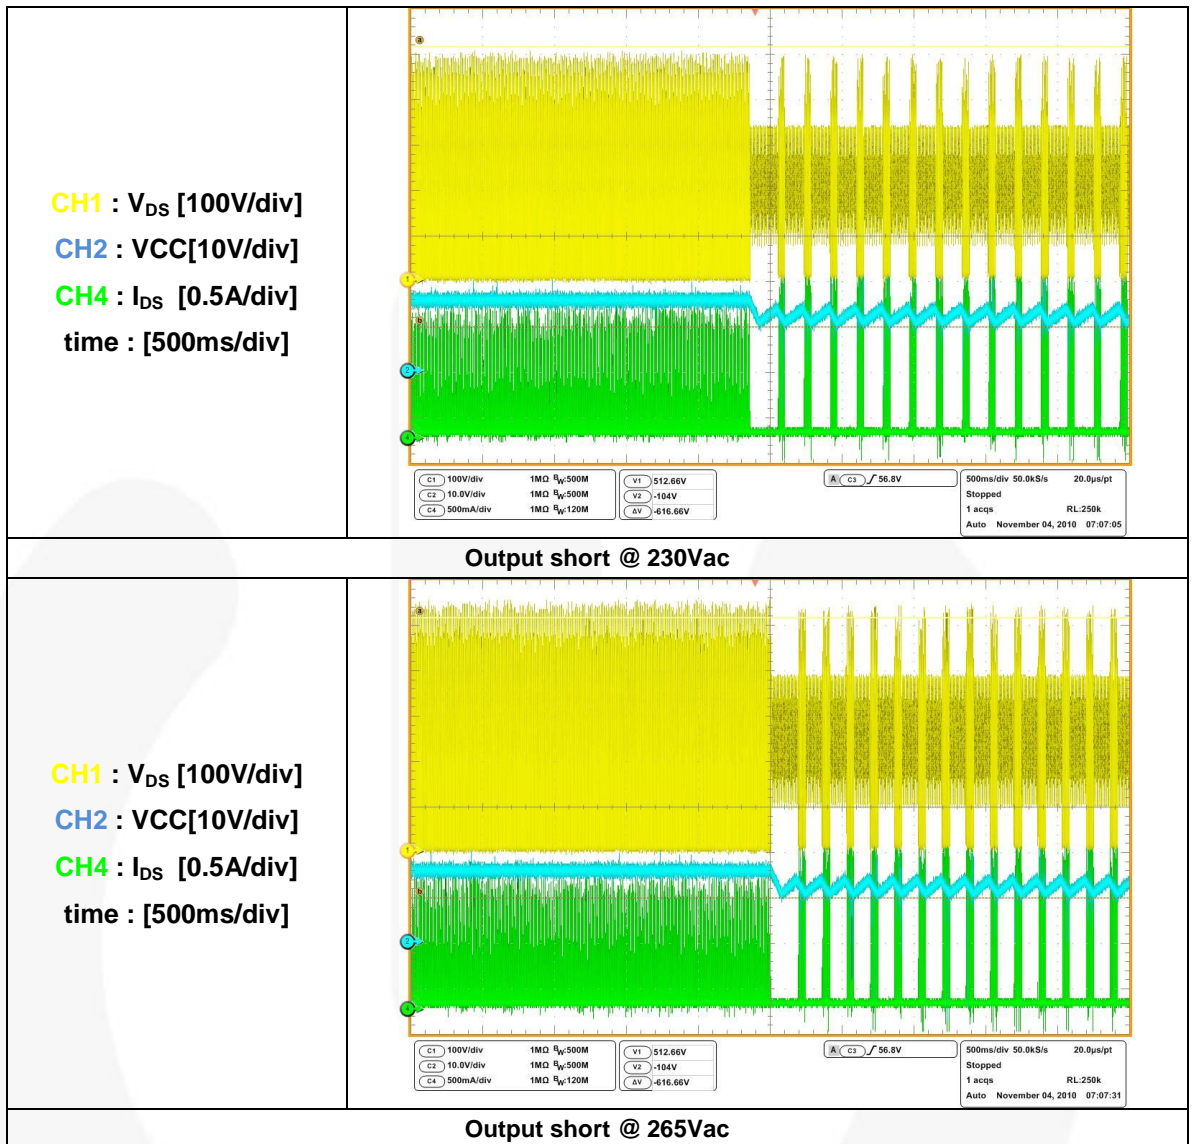 CH1 : VDS [100V/div]
CH2 : VCC[10V/div]
CH4 : IDS [0.5A/div]
time : [500ms/div]
a
1
b
2
4
C1 100V/div 1MΩ BW:500M
C2 10.0V/div 1MΩ BW:500M
C4 500mA/div 1MΩ BW:120M
V1 512.66V
V2 -104V
ΔV -616.66V
A C3 ƒ 56.8V
500ms/div 50.0kS/s 20.0µs/pt
Stopped
1 acqs RL:250k
Auto November 04, 2010 07:07:05
Output short @ 230Vac
CH1 : VDS [100V/div]
CH2 : VCC[10V/div]
CH4 : IDS [0.5A/div]
time : [500ms/div]
a
1
b
2
4
C1 100V/div 1MΩ BW:500M
C2 10.0V/div 1MΩ BW:500M
C4 500mA/div 1MΩ BW:120M
V1 512.66V
V2 -104V
ΔV -616.66V
A C3 ƒ 56.8V
500ms/div 50.0kS/s 20.0µs/pt
Stopped
1 acqs RL:250k
Auto November 04, 2010 07:07:31
Output short @ 265Vac